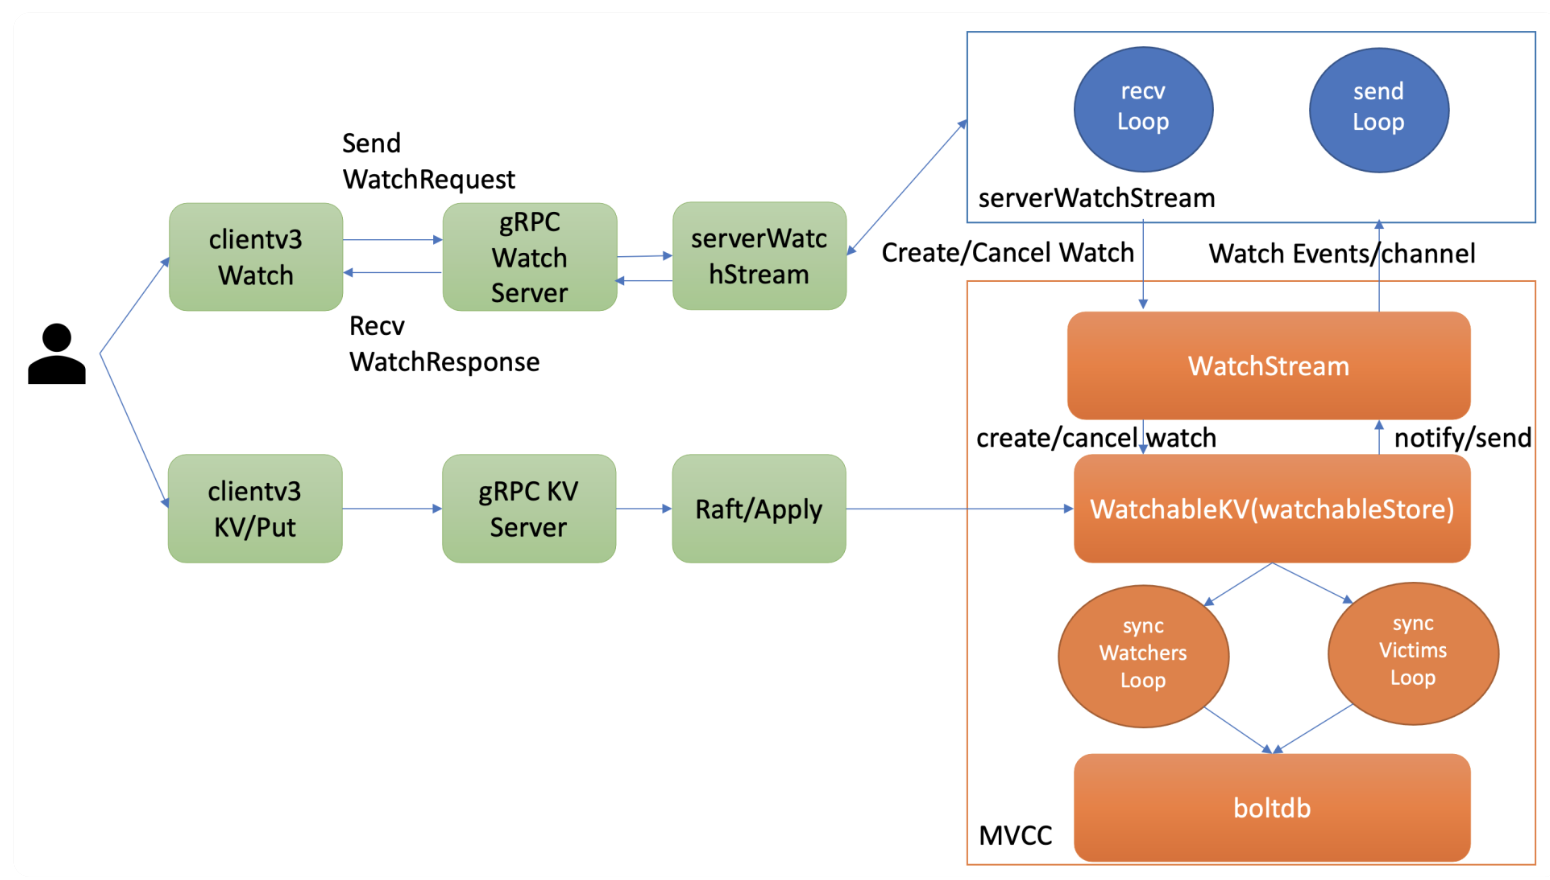 Send
WatchRequest
clientv3
Watch
gRPC
Watch
Server
serverWatc
hStream
Recv
WatchResponse
clientv3
KV/Put
gRPC KV
Server
Raft/Apply
recv
Loop
send
Loop
serverWatchStream
Create/Cancel Watch
Watch Events/channel
WatchStream
create/cancel watch
notify/send
WatchableKV(watchableStore)
sync
Watchers
Loop
sync
Victims
Loop
boltdb
MVCC